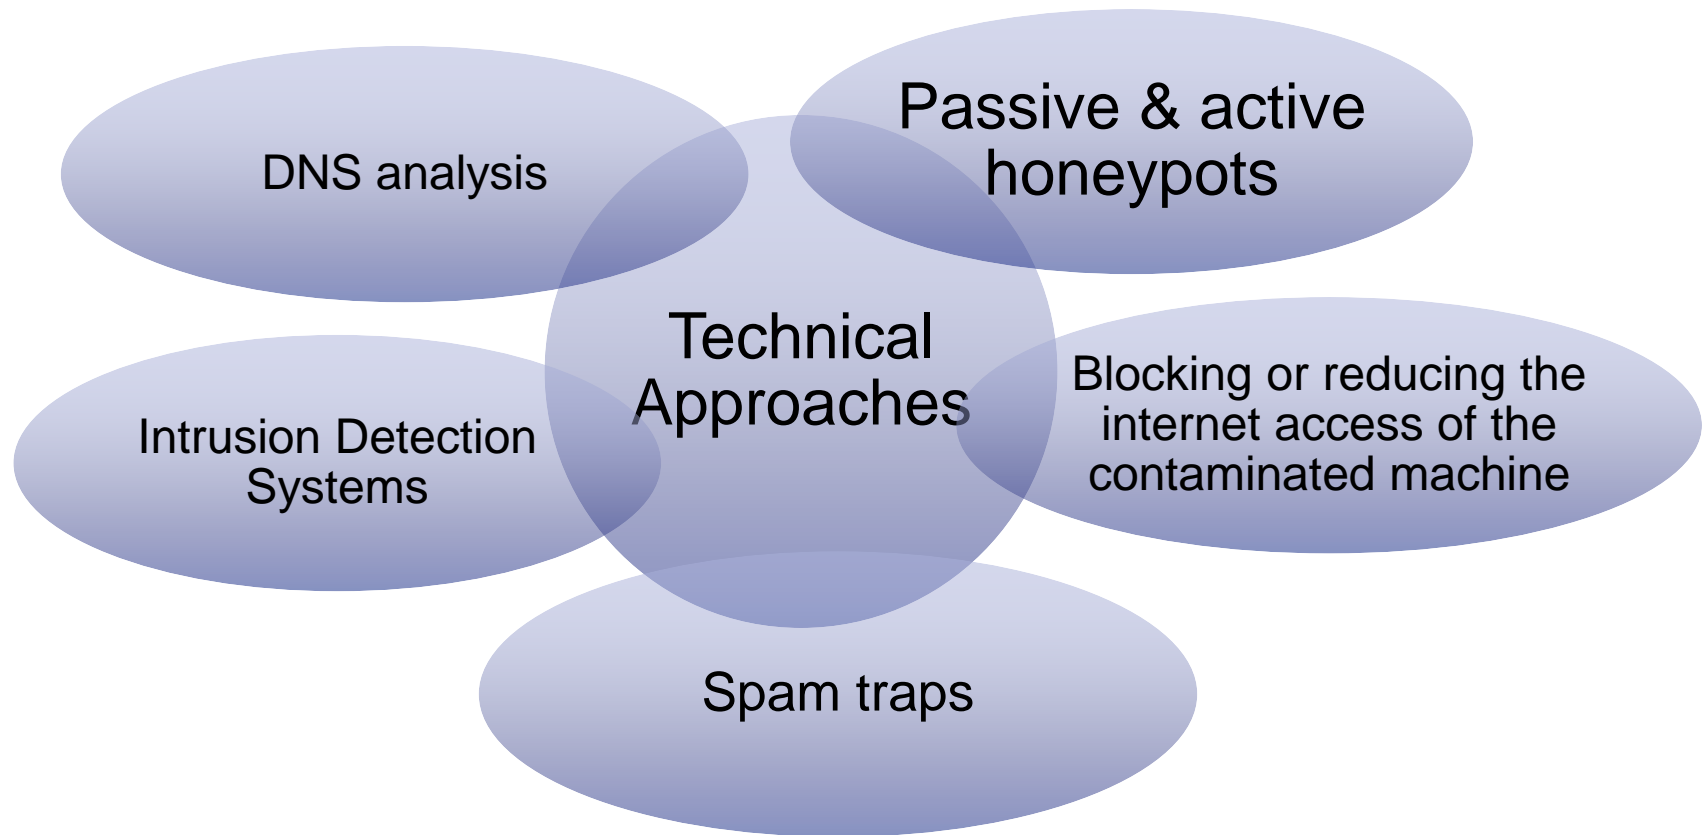 DNS analysis
Passive & active
honeypots
Technical
Approaches
Intrusion Detection
Systems
Blocking or reducing the
internet access of the
contaminated machine
Spam traps